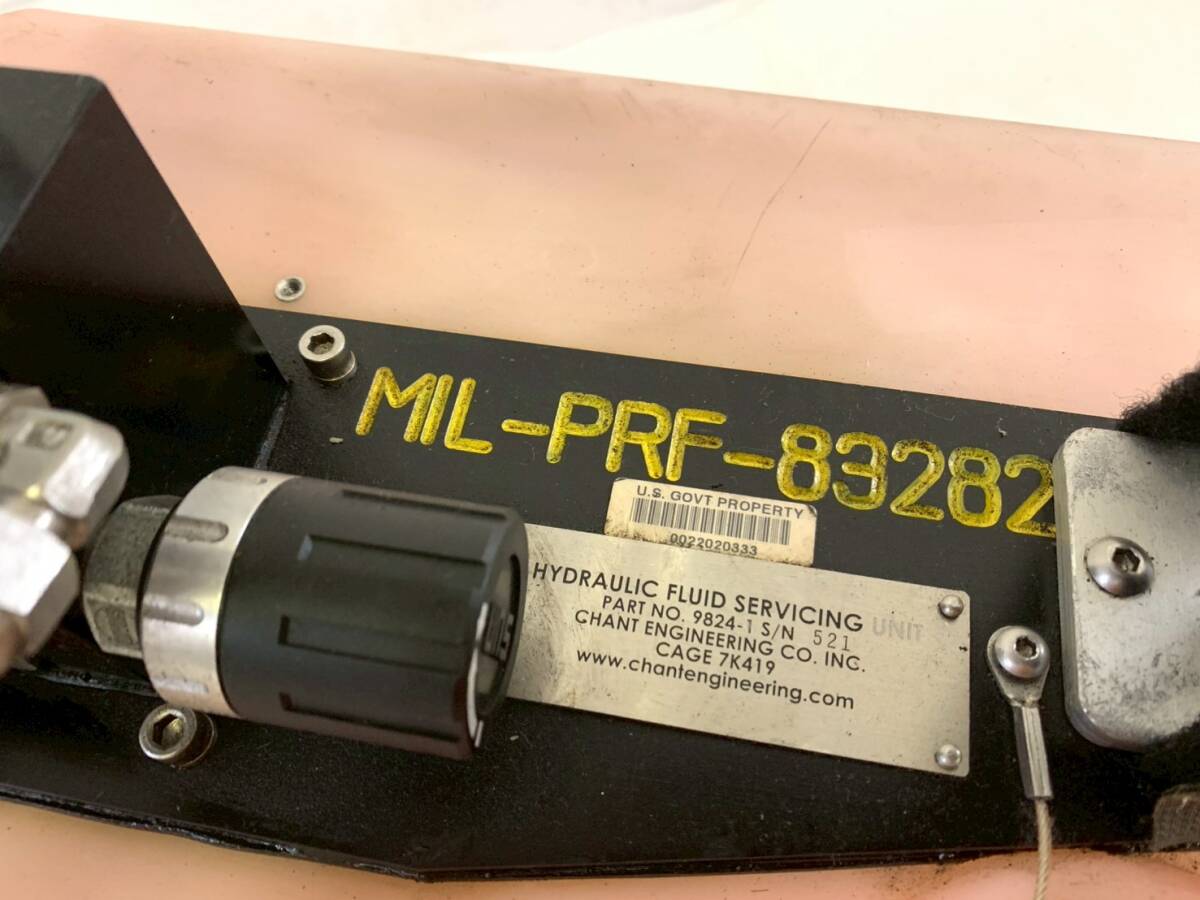 MIL-PRF-83282
U.S. GOVT PROPERTY
0022020333
HYDRAULIC FLUID SERVICING UNIT
PART NO. 9824-1 S/N 521
CHANT ENGINEERING CO. INC.
CAGE 7K419
www.chantengineering.com